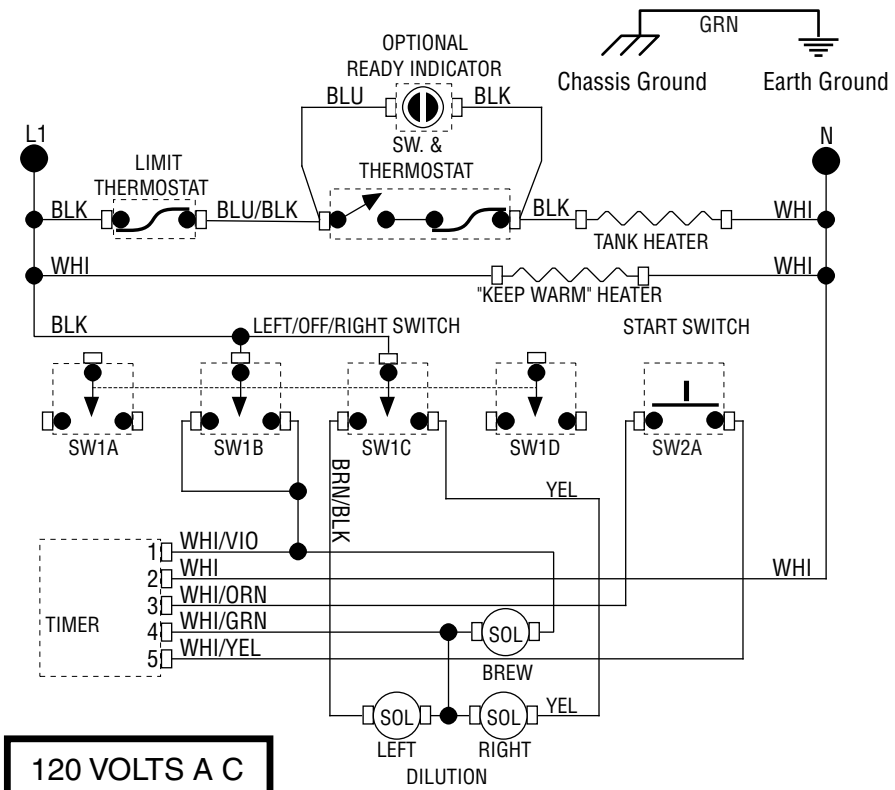 GRN
OPTIONAL
READY INDICATOR
Chassis Ground
Earth Ground
BLU
BLK
L1
N
SW. &
THERMOSTAT
LIMIT
THERMOSTAT
BLK
BLU/BLK
BLK
WHI
TANK HEATER
WHI
WHI
"KEEP WARM" HEATER
BLK
LEFT/OFF/RIGHT SWITCH
START SWITCH
SW1A
SW1B
SW1C
SW1D
SW2A
BRN/BLK
YEL
TIMER
1 WHI/VIO
2 WHI
WHI
3 WHI/ORN
4 WHI/GRN
5 WHI/YEL
SOL
BREW
SOL
SOL
YEL
LEFT
RIGHT
DILUTION
120 VOLTS A C